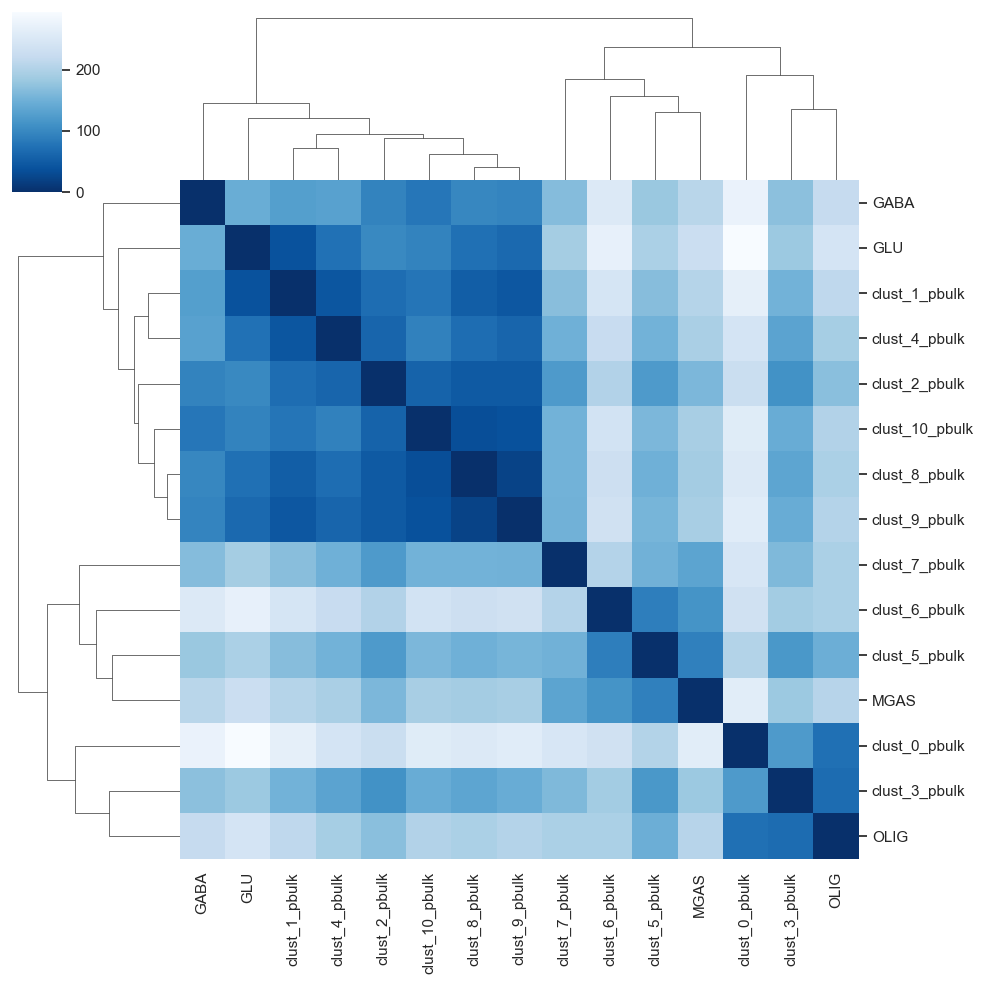 200
100
0
GABA
GLU
clust_1_pbulk
clust_4_pbulk
clust_2_pbulk
clust_10_pbulk
clust_8_pbulk
clust_9_pbulk
clust_7_pbulk
clust_6_pbulk
clust_5_pbulk
MGAS
clust_0_pbulk
clust_3_pbulk
OLIG
GABA
GLU
clust_1_pbulk
clust_4_pbulk
clust_2_pbulk
clust_10_pbulk
clust_8_pbulk
clust_9_pbulk
clust_7_pbulk
clust_6_pbulk
clust_5_pbulk
MGAS
clust_0_pbulk
clust_3_pbulk
OLIG